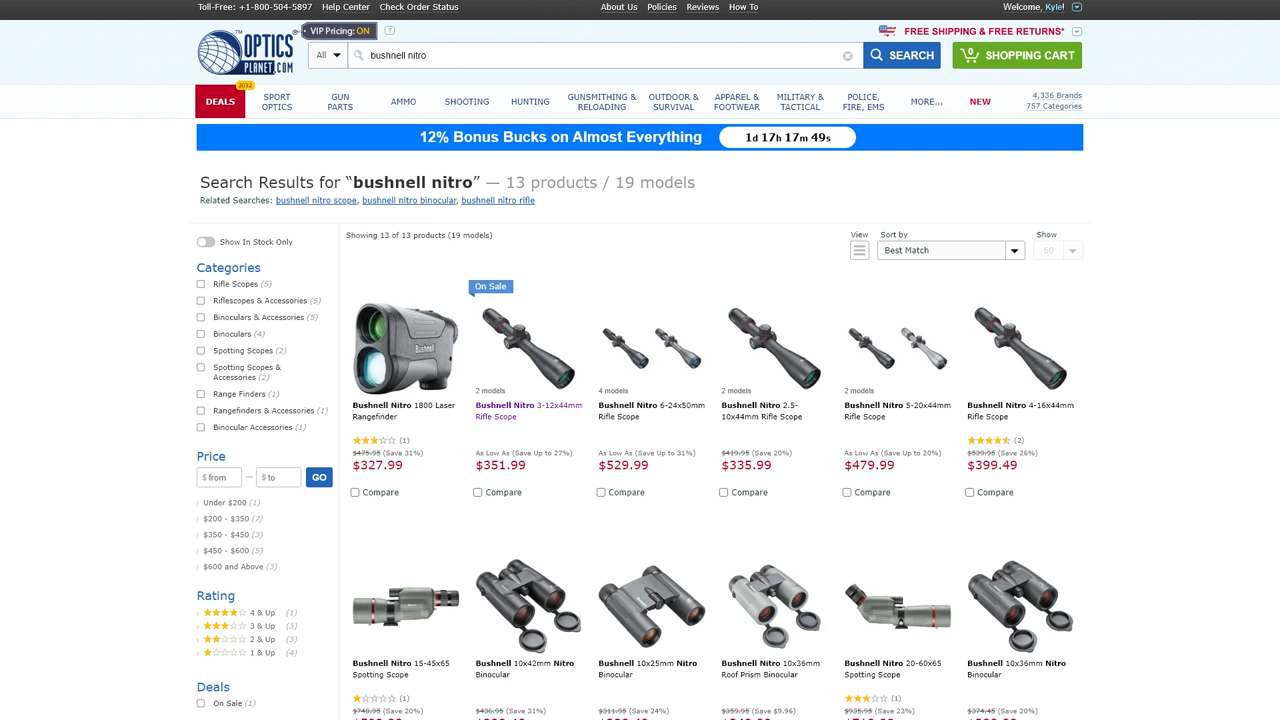 Toll-Free: +1-800-504-5897 Help Center Check Order Status About Us Policies Reviews How To Welcome, Kyle!
VIP Pricing: ON ?
FREE SHIPPING & FREE RETURNS*
OPTICS PLANET.COM
All bushnell nitro SEARCH 0 SHOPPING CART
2032
DEALS SPORT OPTICS GUN PARTS AMMO SHOOTING HUNTING GUNSMITHING & RELOADING OUTDOOR & SURVIVAL APPAREL & FOOTWEAR MILITARY & TACTICAL POLICE, FIRE, EMS MORE... NEW 4,336 Brands 757 Categories
12% Bonus Bucks on Almost Everything 1d 17h 17m 49s
Search Results for “bushnell nitro” — 13 products / 19 models
Related Searches: bushnell nitro scope, bushnell nitro binocular, bushnell nitro rifle
Show In Stock Only
Categories
Rifle Scopes (5)
Riflescopes & Accessories (5)
Binoculars & Accessories (5)
Binoculars (4)
Spotting Scopes (2)
Spotting Scopes &
Accessories (2)
Range Finders (1)
Rangefinders & Accessories (1)
Binocular Accessories (1)
Price
$ from — $ to GO
Under $200 (1)
$200 - $350 (7)
$350 - $450 (3)
$450 - $600 (5)
$600 and Above (3)
Rating
4 & Up (1)
3 & Up (3)
2 & Up (3)
1 & Up (4)
Deals
On Sale (1)
Showing 13 of 13 products (19 models)
View Sort by Show
Best Match 60
On Sale
Bushnell
2 models 4 models 2 models 2 models
Bushnell Nitro 1800 Laser Rangefinder
(1)
$475.95 (Save 31%)
$327.99
Compare
Bushnell Nitro 3-12x44mm Rifle Scope
As Low As (Save Up to 27%)
$351.99
Compare
Bushnell Nitro 6-24x50mm Rifle Scope
As Low As (Save Up to 31%)
$529.99
Compare
Bushnell Nitro 2.5-10x44mm Rifle Scope
$419.95 (Save 20%)
$335.99
Compare
Bushnell Nitro 5-20x44mm Rifle Scope
As Low As (Save Up to 20%)
$479.99
Compare
Bushnell Nitro 4-16x44mm Rifle Scope
(2)
$539.95 (Save 26%)
$399.49
Compare
Bushnell Nitro 15-45x65 Spotting Scope
(1)
$748.95 (Save 20%)
Bushnell 10x42mm Nitro Binocular
$436.95 (Save 31%)
Bushnell 10x25mm Nitro Binocular
$311.95 (Save 24%)
Bushnell Nitro 10x36mm Roof Prism Binocular
$359.95 (Save $9.96)
Bushnell Nitro 20-60x65 Spotting Scope
(1)
$935.95 (Save 23%)
Bushnell 10x36mm Nitro Binocular
$374.45 (Save 20%)